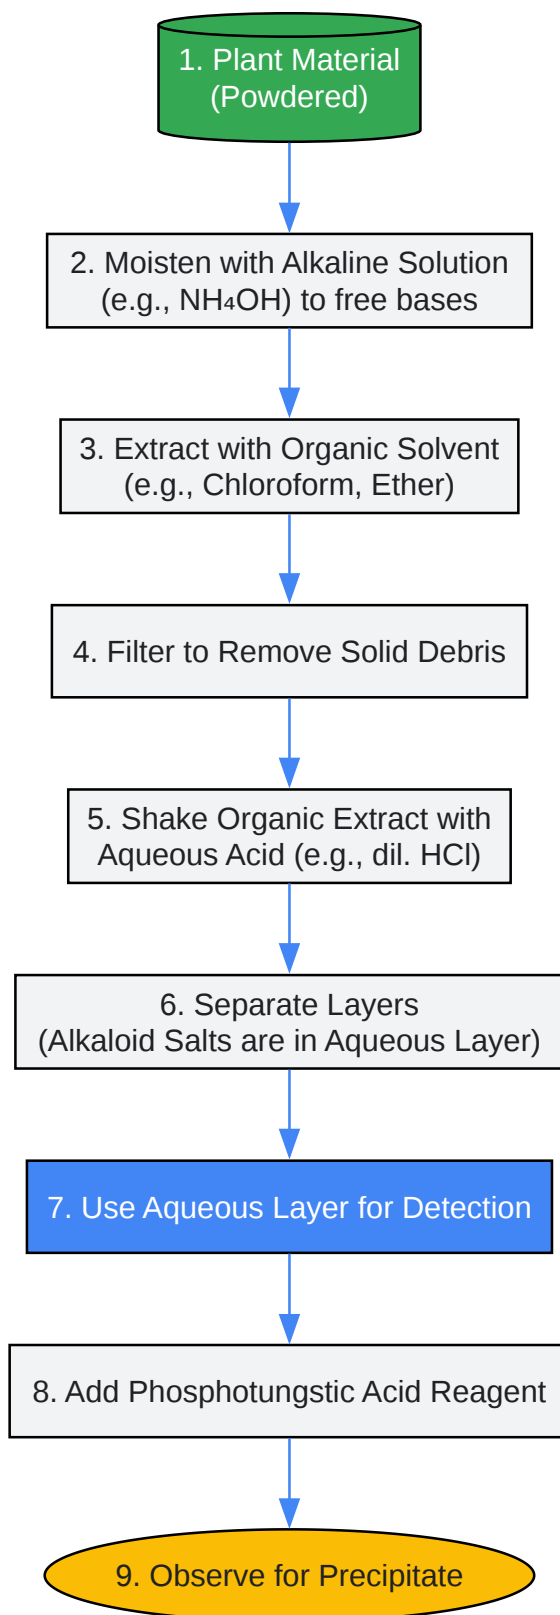 1. Plant Material
(Powdered)
2. Moisten with Alkaline Solution
(e.g., NH₄OH) to free bases
3. Extract with Organic Solvent
(e.g., Chloroform, Ether)
4. Filter to Remove Solid Debris
5. Shake Organic Extract with
Aqueous Acid (e.g., dil. HCl)
6. Separate Layers
(Alkaloid Salts are in Aqueous Layer)
7. Use Aqueous Layer for Detection
8. Add Phosphotungstic Acid Reagent
9. Observe for Precipitate